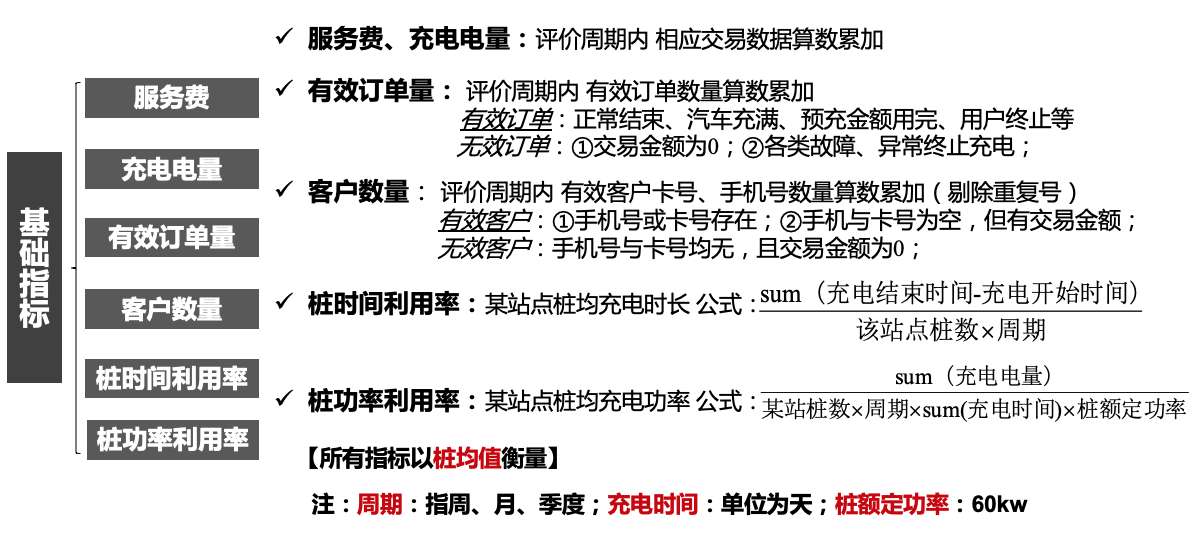 ✓ 服务费、充电电量：评价周期内 相应交易数据算数累加
基础指标
服务费
充电电量
有效订单量
客户数量
桩时间利用率
桩功率利用率
✓ 有效订单量： 评价周期内 有效订单数量算数累加
有效订单：正常结束、汽车充满、预充金额用完、用户终止等
无效订单：①交易金额为0；②各类故障、异常终止充电；
✓ 客户数量： 评价周期内 有效客户卡号、手机号数量算数累加（剔除重复号）
有效客户：①手机号或卡号存在；②手机与卡号为空，但有交易金额；
无效客户：手机号与卡号均无，且交易金额为0；
✓ 桩时间利用率：某站点桩均充电时长 公式：
sum（充电结束时间-充电开始时间）
该站点桩数×周期
✓ 桩功率利用率：某站点桩均充电功率 公式：
sum（充电电量）
某站桩数×周期×sum(充电时间)×桩额定功率
【所有指标以桩均值衡量】
注：周期：指周、月、季度；充电时间：单位为天；桩额定功率：60kw